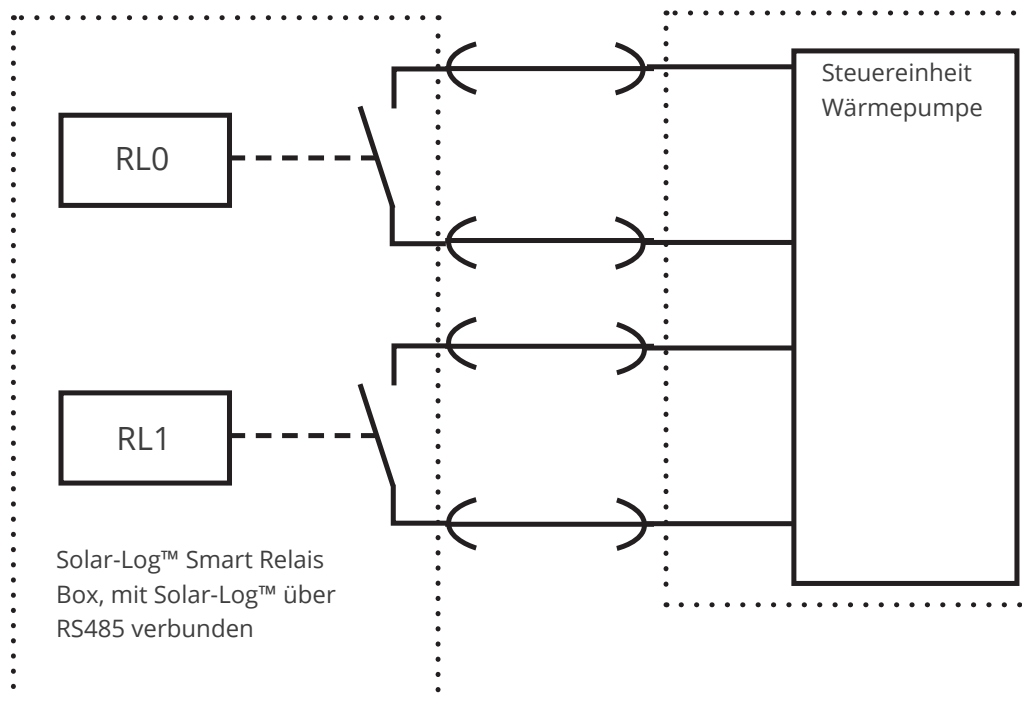 Steuereinheit
Wärmepumpe
RL0
RL1
Solar-Log™ Smart Relais
Box, mit Solar-Log™ über
RS485 verbunden